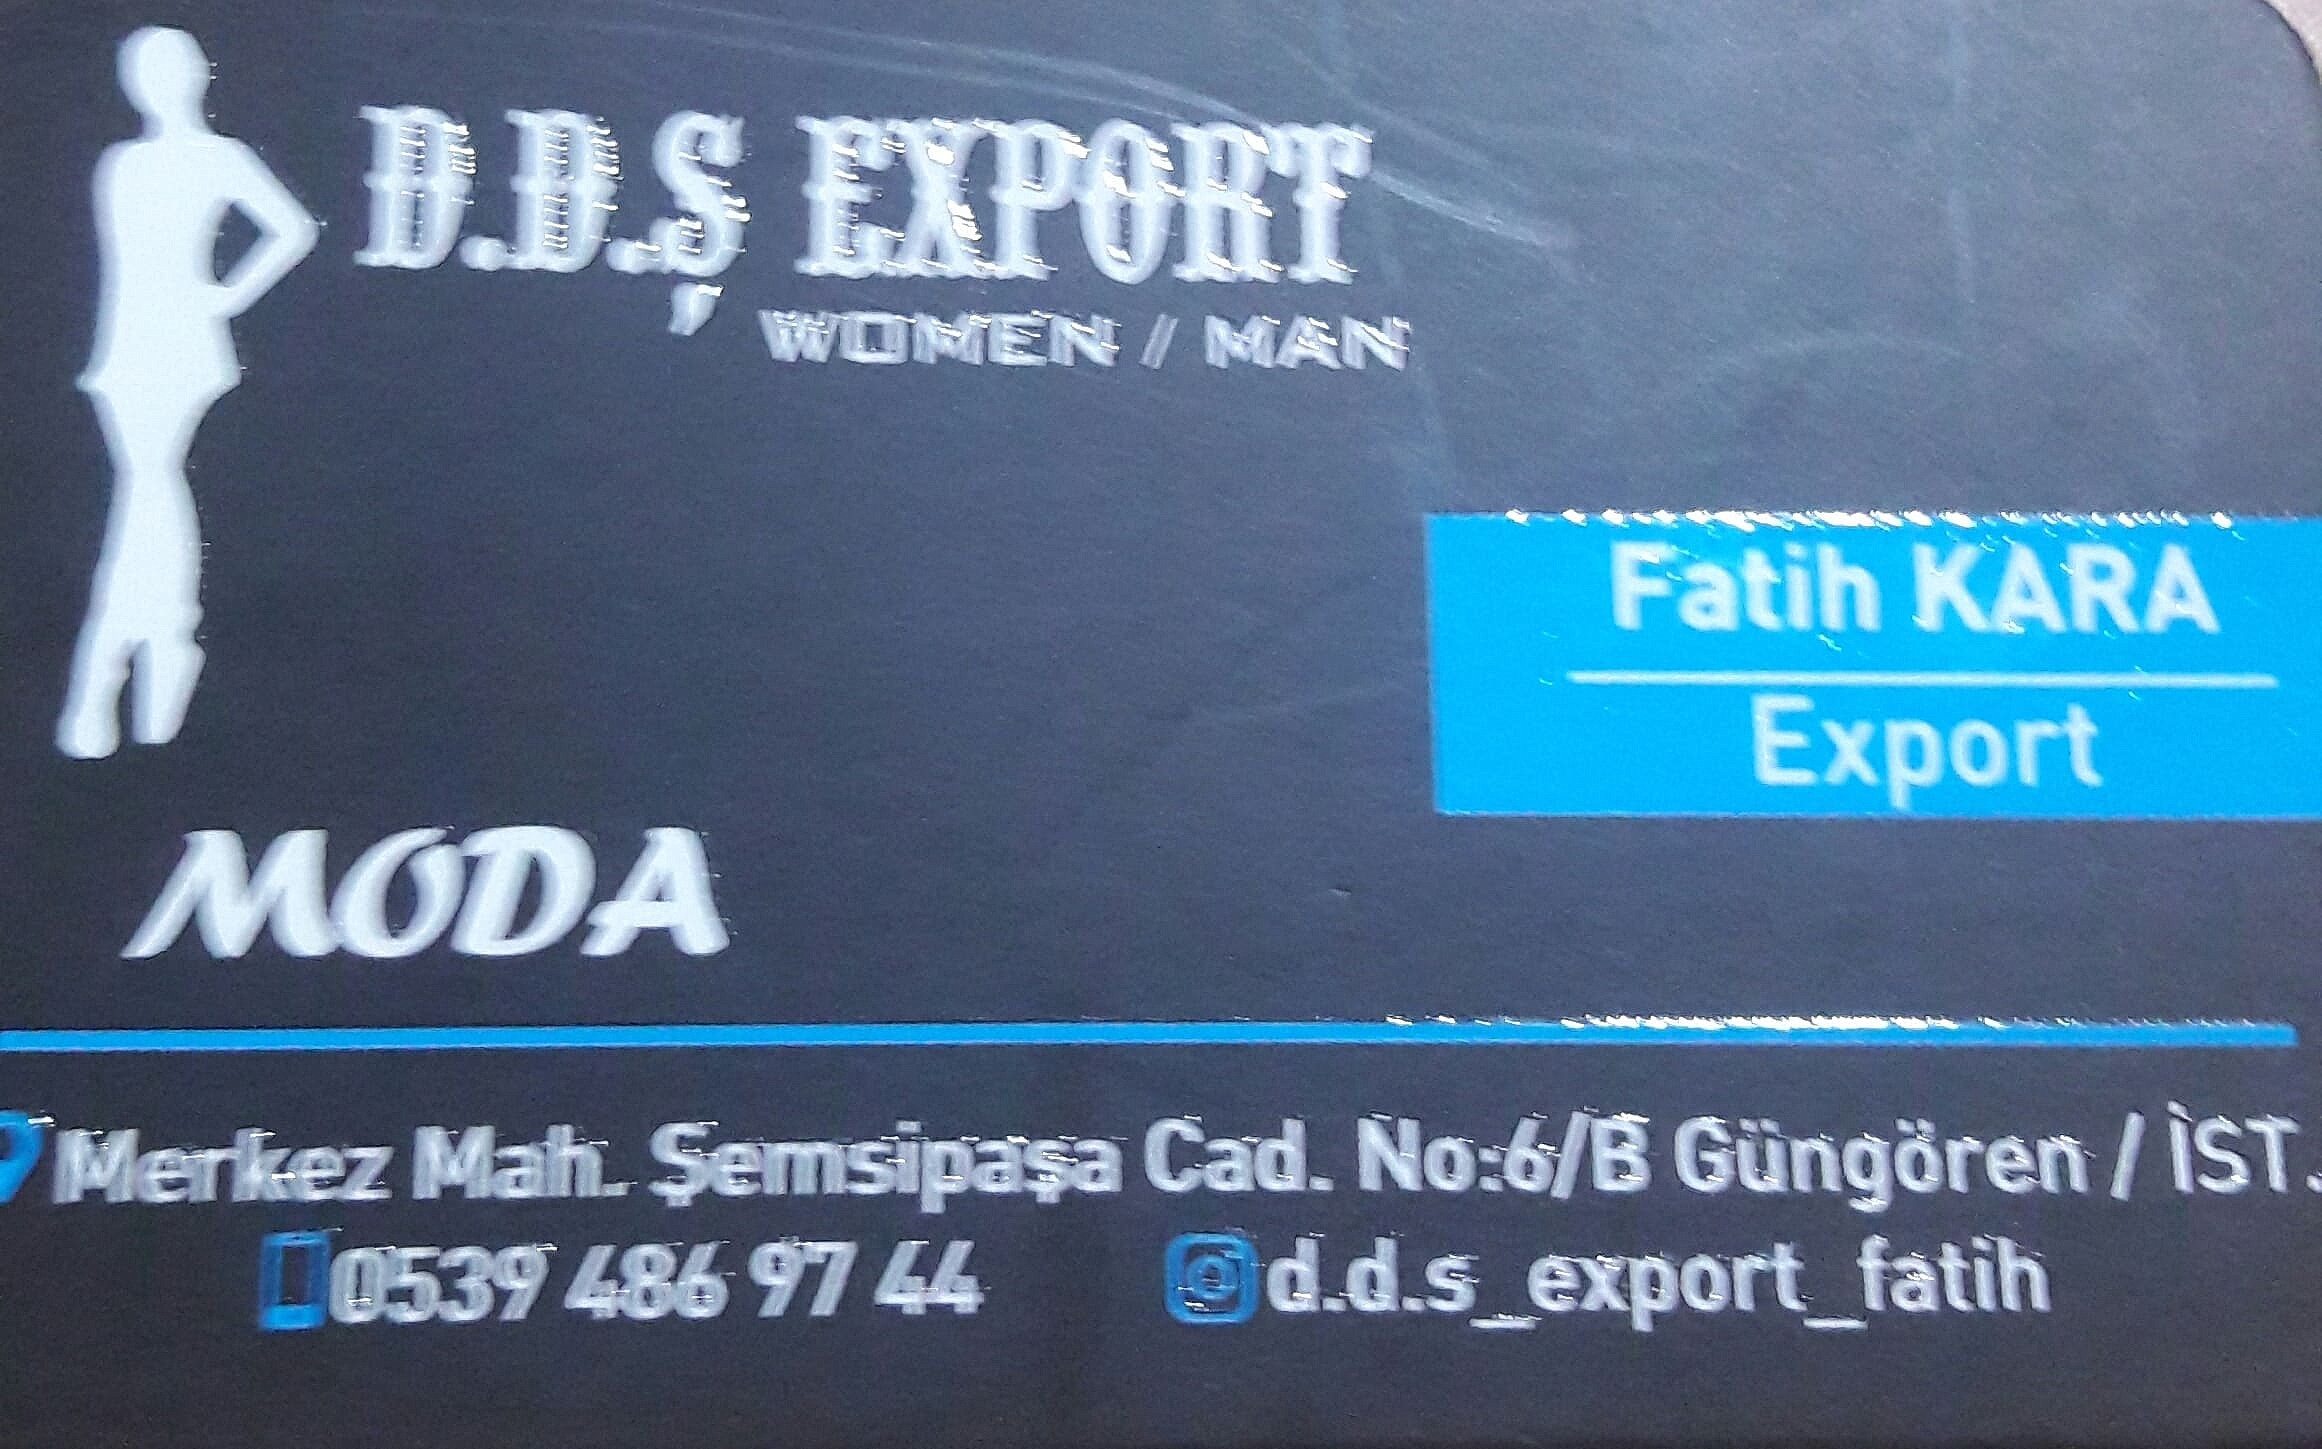 D.D.Ş EXPORT
WOMEN / MAN
Fatih KARA
Export
MODA
Merkez Mah. Şemsipaşa Cad. No:6/B Güngören / İST.
0539 486 97 44
d.d.s_export_fatih